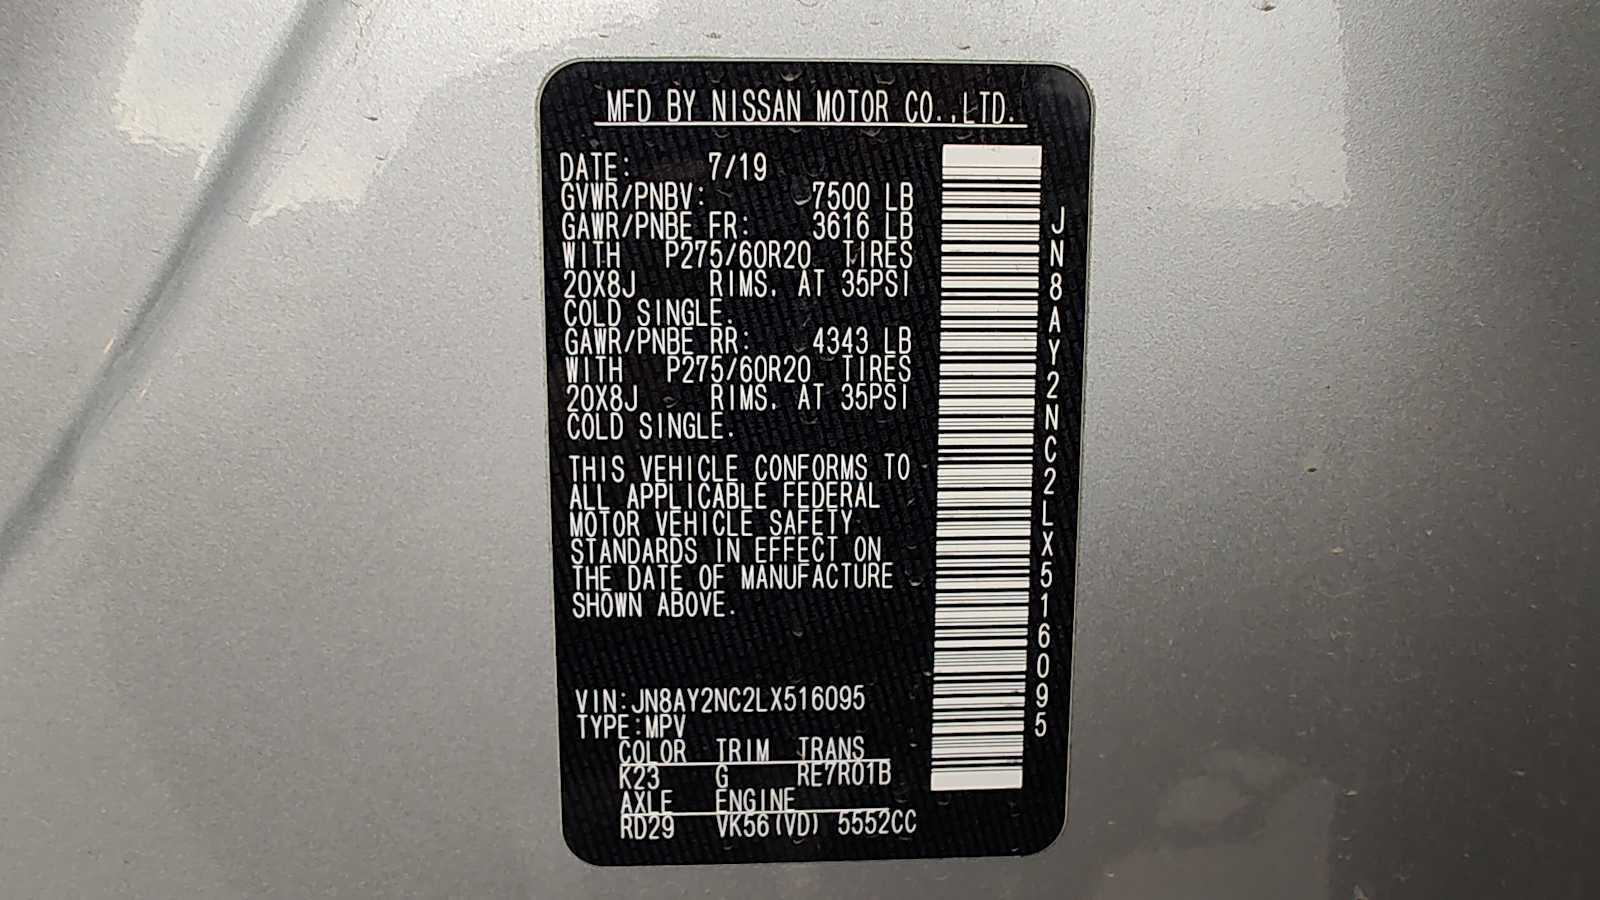 MFD BY NISSAN MOTOR CO.,LTD.
DATE: 7/19
GVWR/PNBV: 7500 LB
GAWR/PNBE FR: 3616 LB
WITH P275/60R20 TIRES
20X8J RIMS. AT 35PSI
COLD SINGLE.
GAWR/PNBE RR: 4343 LB
WITH P275/60R20 TIRES
20X8J RIMS. AT 35PSI
COLD SINGLE.
THIS VEHICLE CONFORMS TO
ALL APPLICABLE FEDERAL
MOTOR VEHICLE SAFETY
STANDARDS IN EFFECT ON
THE DATE OF MANUFACTURE
SHOWN ABOVE.
VIN:JN8AY2NC2LX516095
TYPE:MPV
COLOR TRIM TRANS
K23 G RE7R01B
AXLE ENGINE
RD29 VK56(VD) 5552CC
JN8AY2NC2LX516095